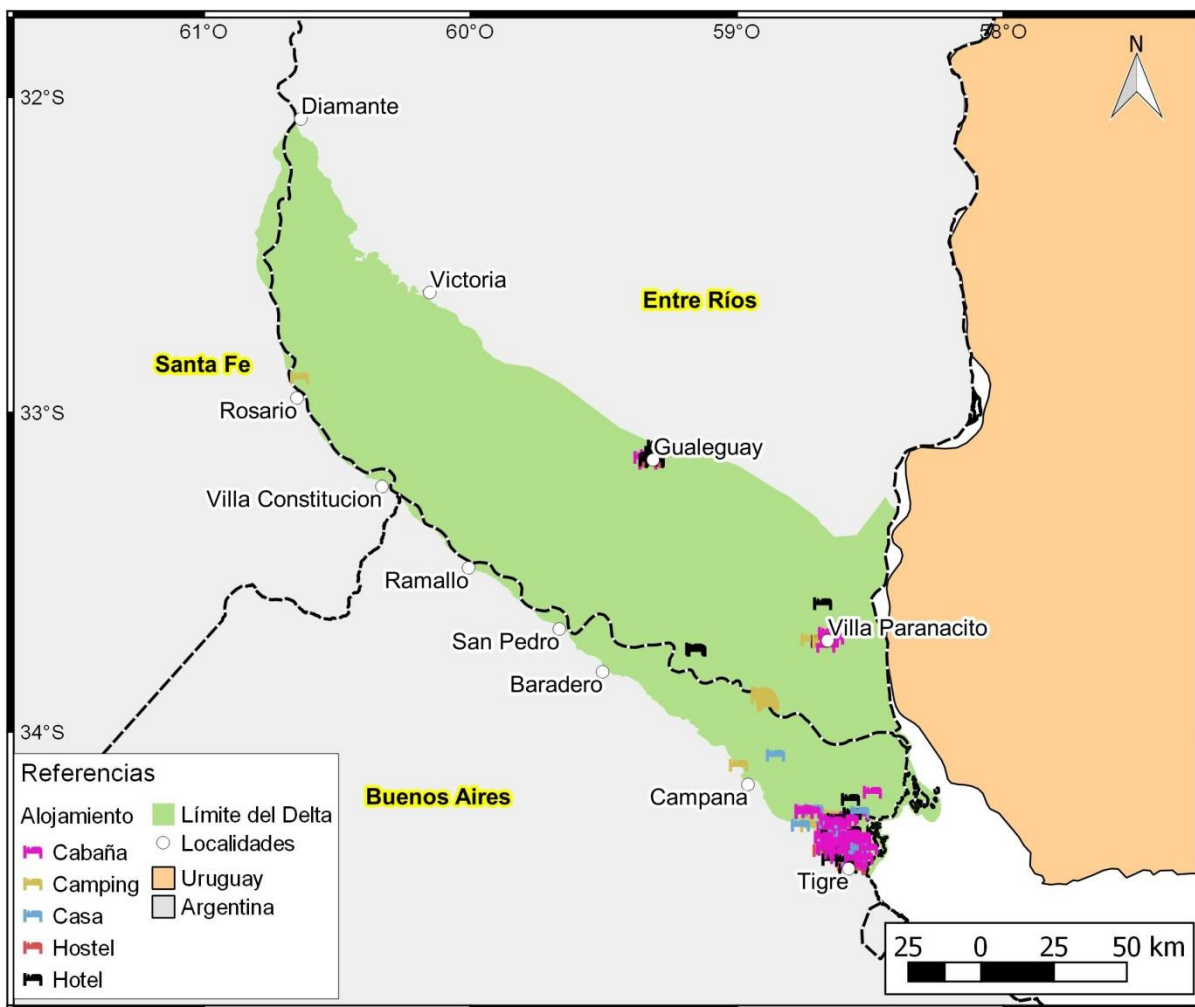 61°O
60°O
59°O
58°O
N
32°S
Diamante
Victoria
Entre Ríos
Santa Fe
Rosario
33°S
Gualeguay
Villa Constitucion
Ramallo
San Pedro
Villa Paranacito
Baradero
34°S
Campana
Buenos Aires
Tigre
Referencias
Alojamiento
Cabaña
Camping
Casa
Hostel
Hotel
Límite del Delta
Localidades
Uruguay
Argentina
25 0 25 50 km